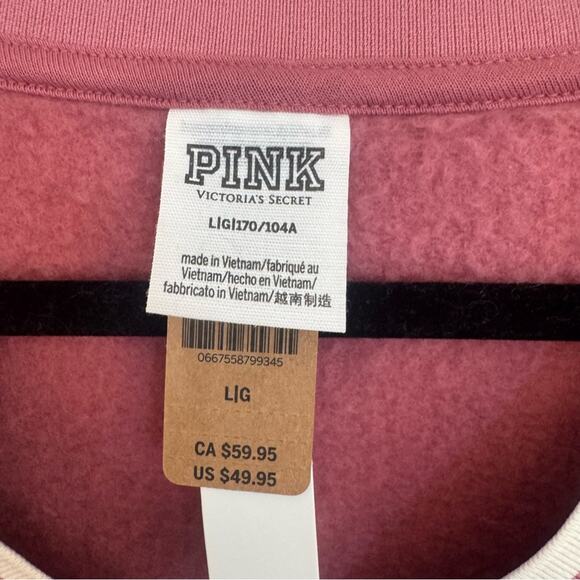 PINK
VICTORIA'S SECRET
L|G|170/104A
made in Vietnam/fabriqué au
Vietnam/hecho en Vietnam/
fabbricato in Vietnam/越南制造
0667558799345
L|G
CA $59.95
US $49.95